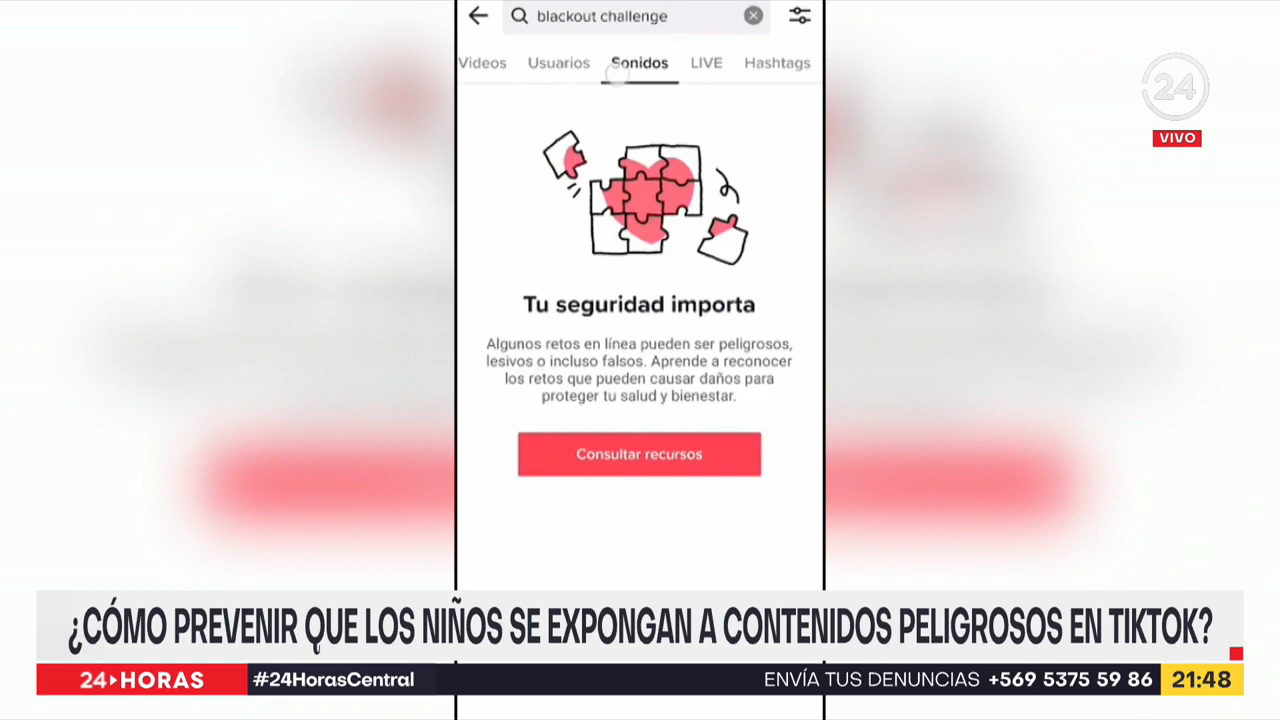 blackout challenge
Videos Usuarios Sonidos LIVE Hashtags
24
VIVO
Tu seguridad importa
Algunos retos en línea pueden ser peligrosos,
lesivos o incluso falsos. Aprende a reconocer
los retos que pueden causar daños para
proteger tu salud y bienestar.
Consultar recursos
¿CÓMO PREVENIR QUE LOS NIÑOS SE EXPONGAN A CONTENIDOS PELIGROSOS EN TIKTOK?
24 HORAS #24HorasCentral ENVÍA TUS DENUNCIAS +569 5375 59 86 21:48